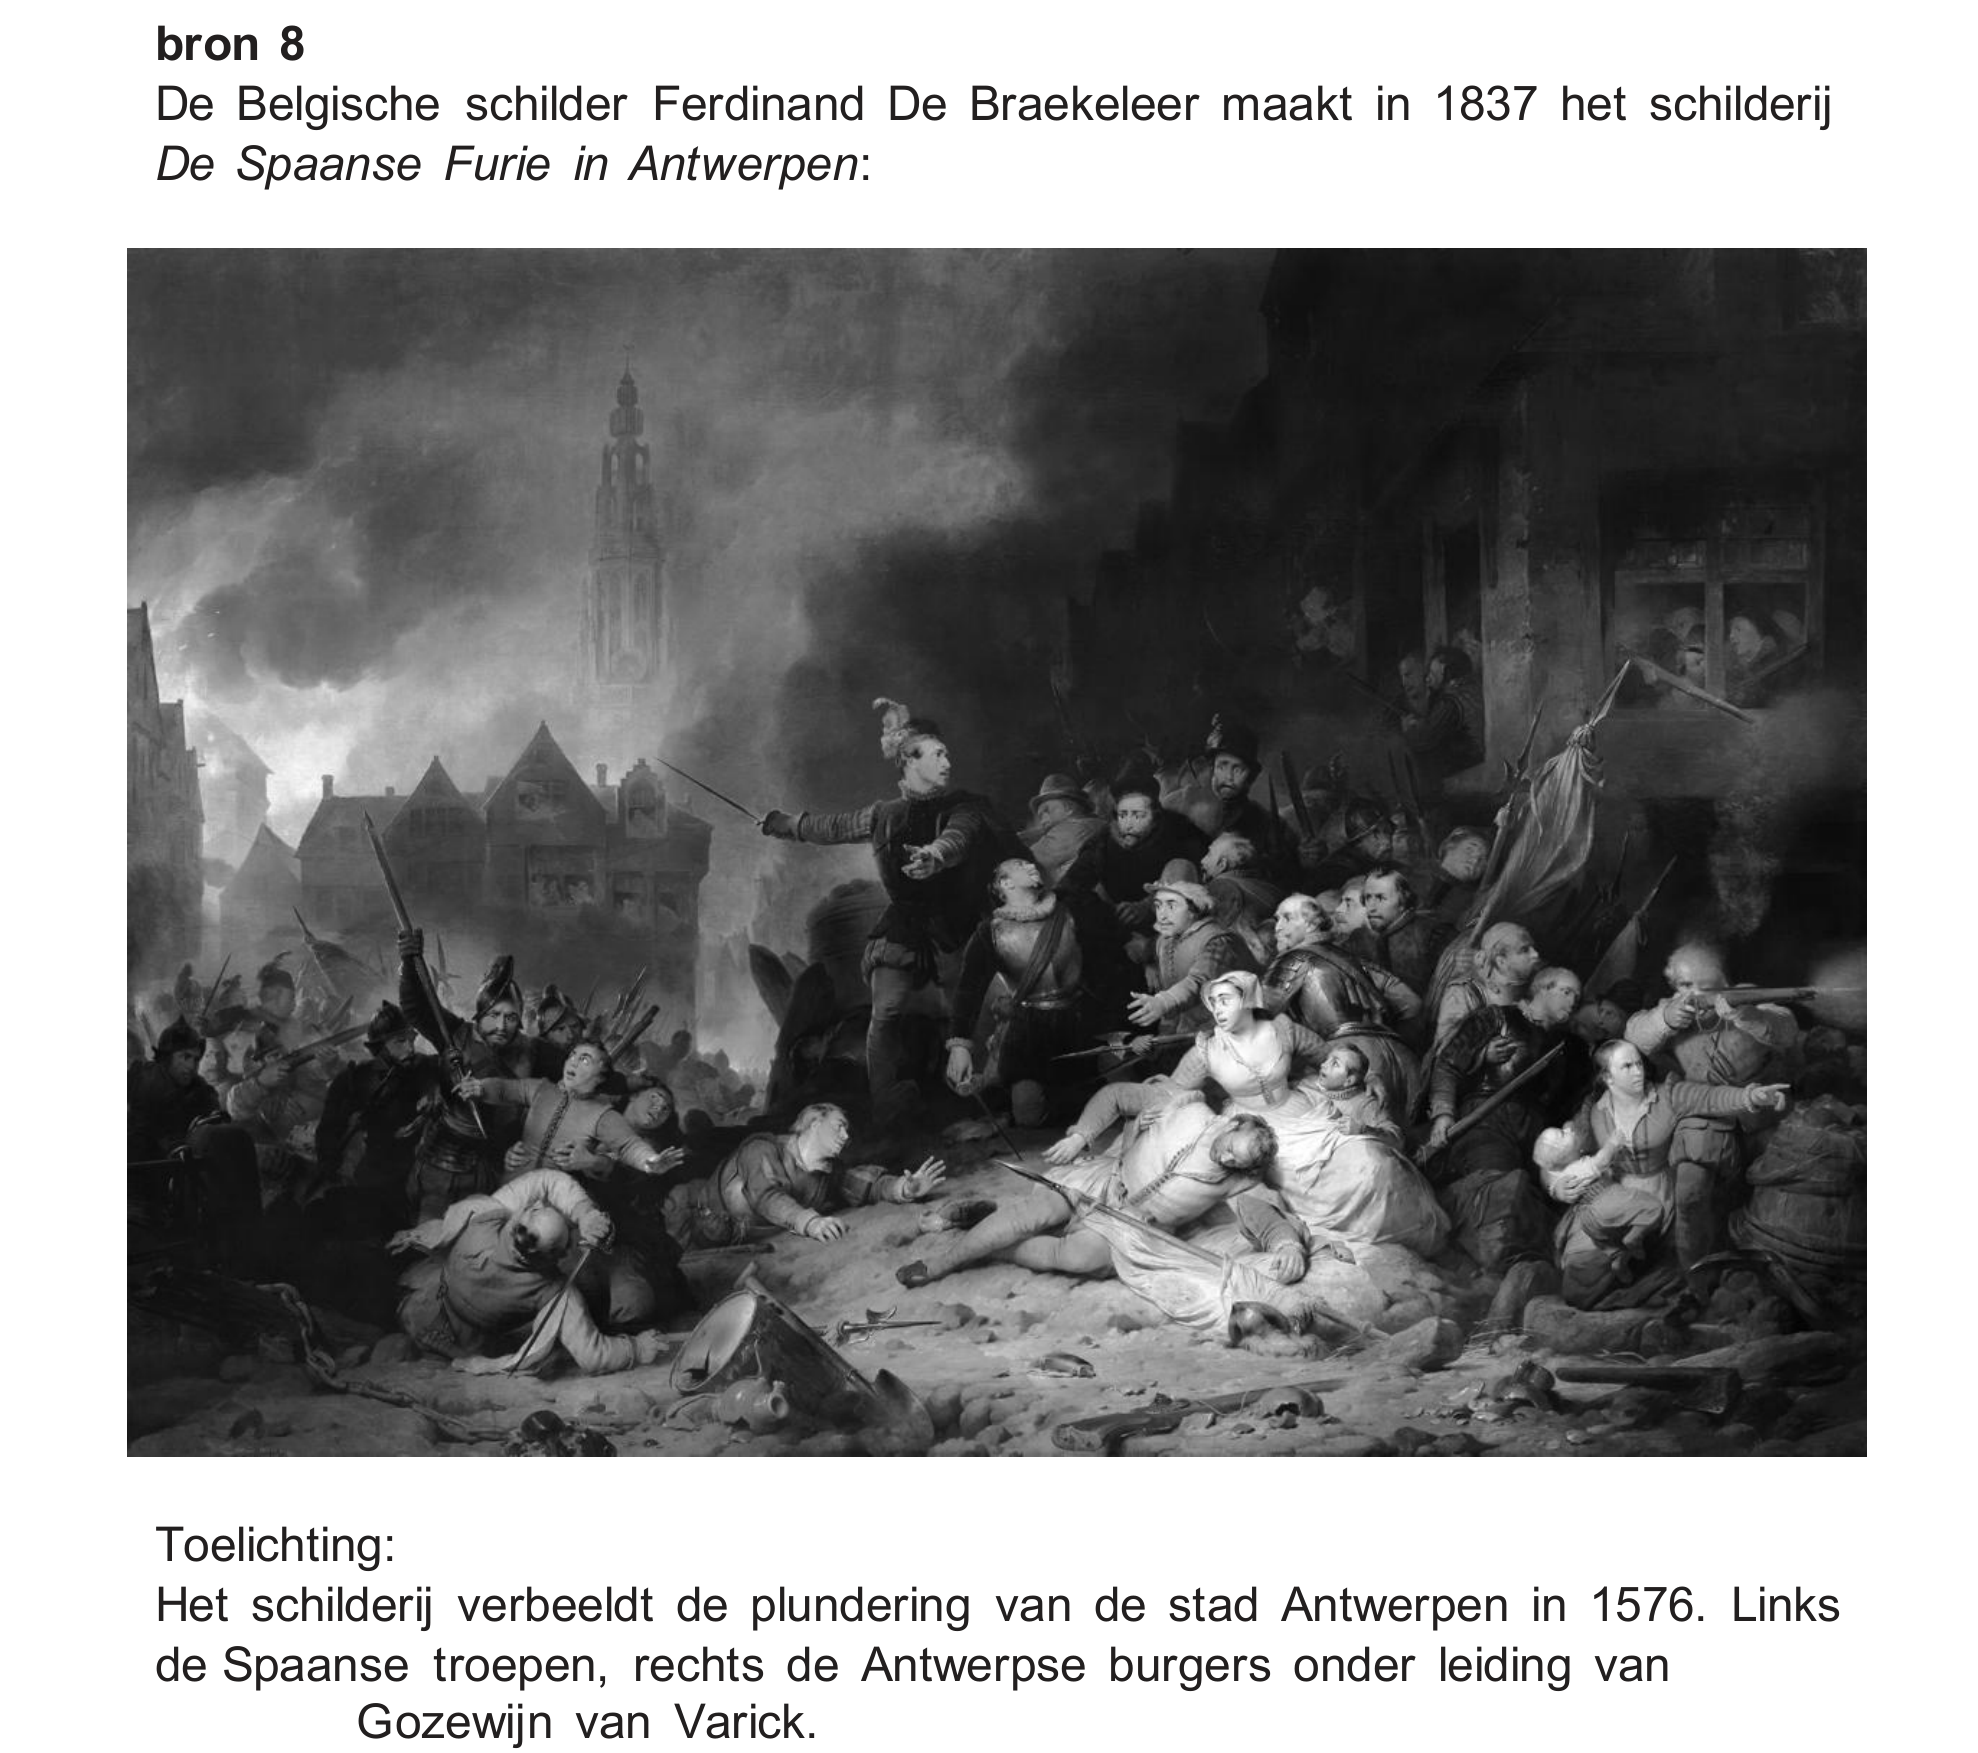 bron 8
De Belgische schilder Ferdinand De Braekeleer maakt in 1837 het schilderij
De Spaanse Furie in Antwerpen:
Toelichting:
Het schilderij verbeeldt de plundering van de stad Antwerpen in 1576. Links
de Spaanse troepen, rechts de Antwerpse burgers onder leiding van
Gozewijn van Varick.